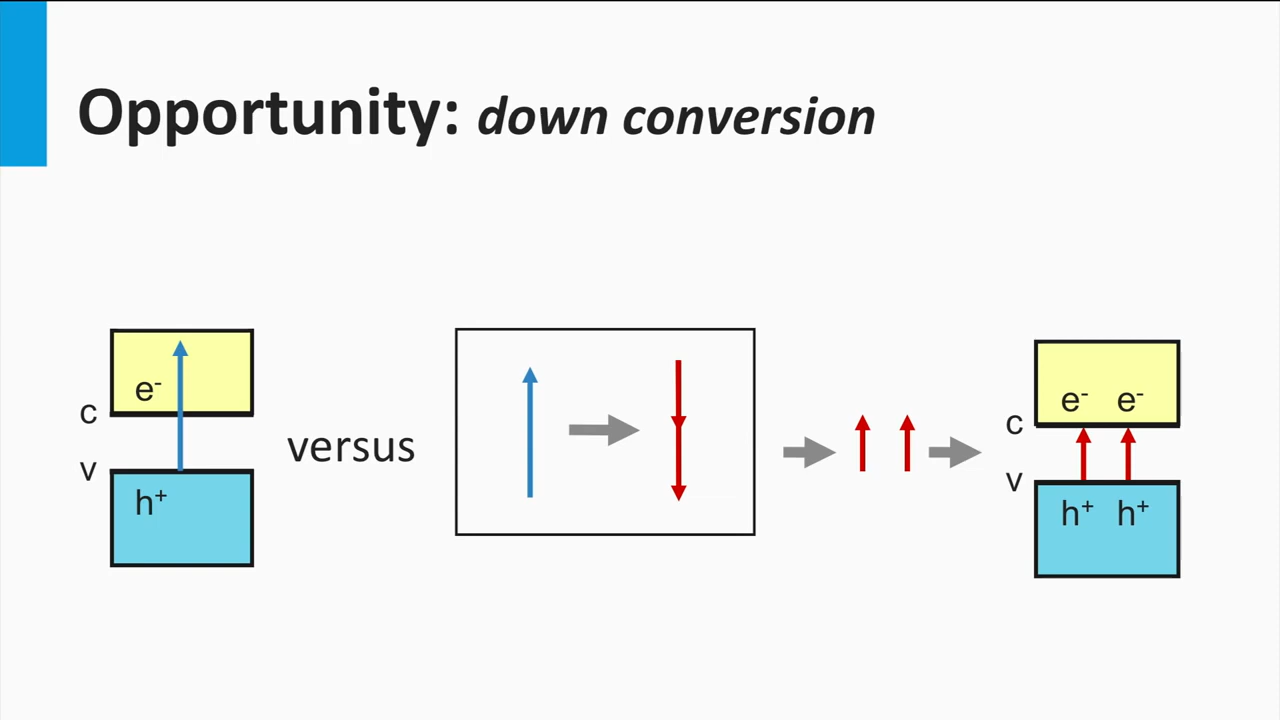 Opportunity: down conversion
e-
c
v
h+
versus
e- e-
c
v
h+ h+